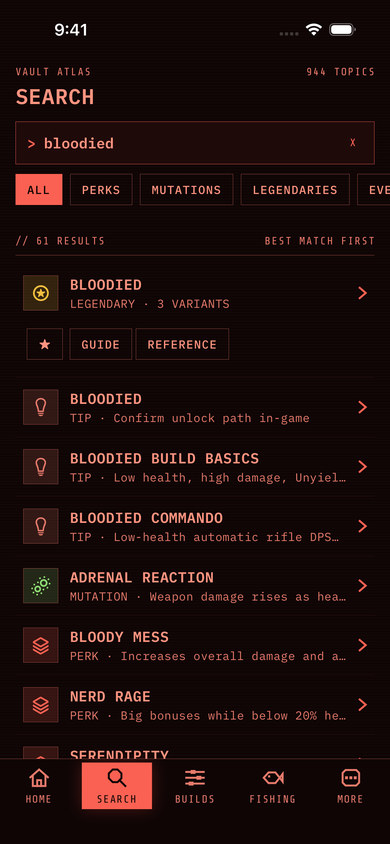 9:41
VAULT ATLAS
944 TOPICS
SEARCH
> bloodied
X
ALL
PERKS
MUTATIONS
LEGENDARIES
EVE
// 61 RESULTS
BEST MATCH FIRST
BLOODIED
LEGENDARY · 3 VARIANTS
GUIDE
REFERENCE
BLOODIED
TIP · Confirm unlock path in-game
BLOODIED BUILD BASICS
TIP · Low health, high damage, Unyiel…
BLOODIED COMMANDO
TIP · Low-health automatic rifle DPS…
ADRENAL REACTION
MUTATION · Weapon damage rises as hea…
BLOODY MESS
PERK · Increases overall damage and a…
NERD RAGE
PERK · Big bonuses while below 20% he…
SERENDIPITY
HOME
SEARCH
BUILDS
FISHING
MORE